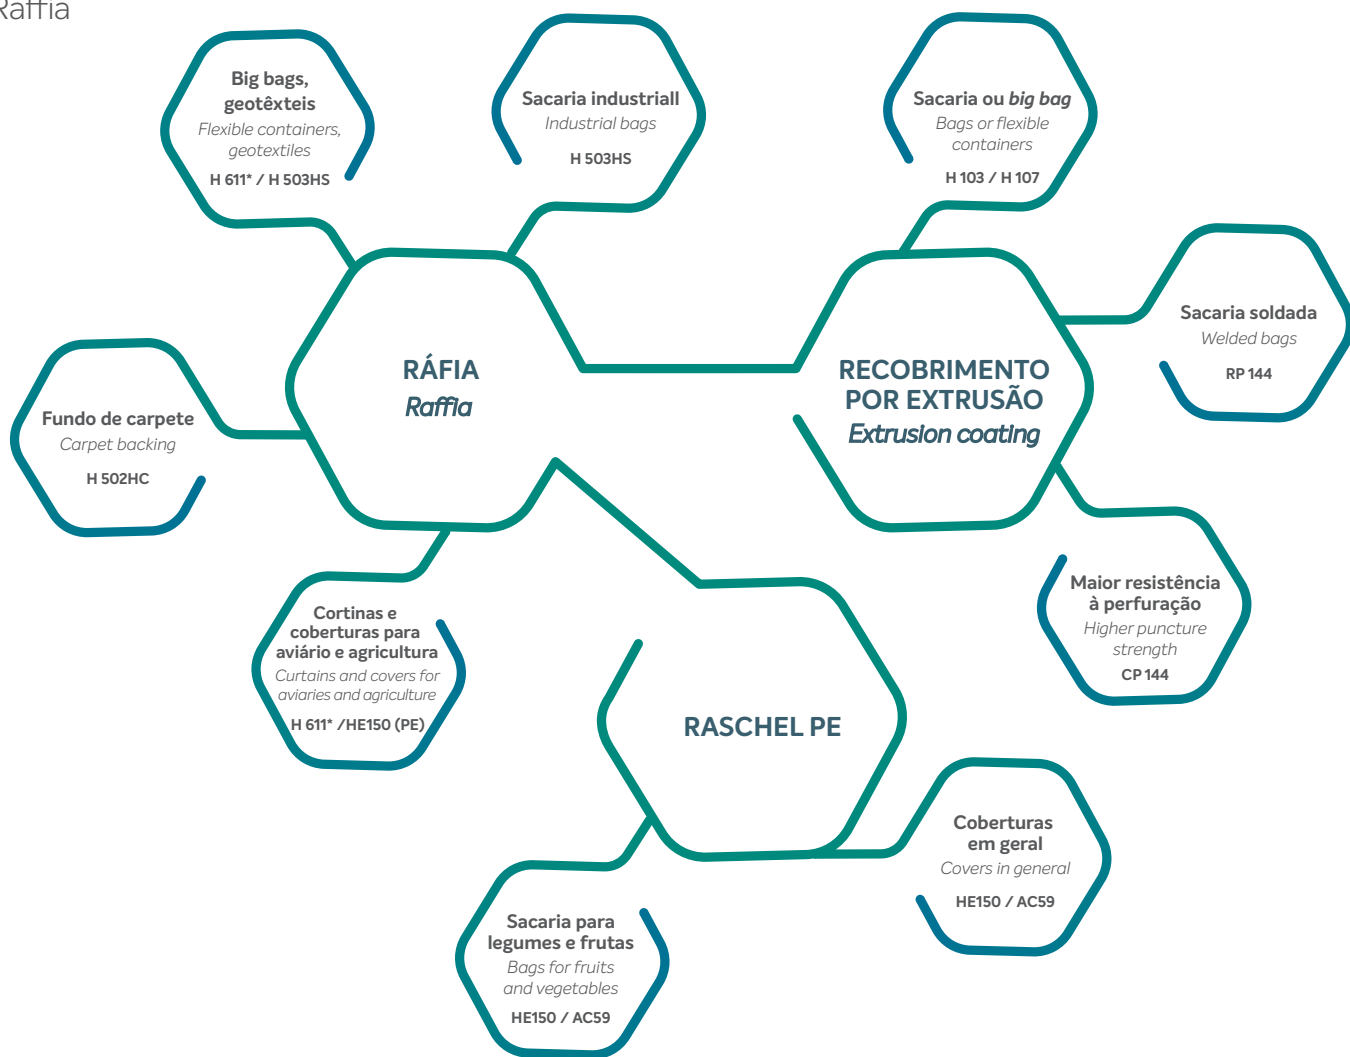 Raffia
Big bags,
geotêxteis
Flexible containers,
geotextiles
H 611* / H 503HS
Sacaria industriall
Industrial bags
H 503HS
Sacaria ou big bag
Bags or flexible
containers
H 103 / H 107
Sacaria soldada
Welded bags
RP 144
RÁFIA
Raffia
RECOBRIMENTO
POR EXTRUSÃO
Extrusion coating
Fundo de carpete
Carpet backing
H 502HC
Maior resistência
à perfuração
Higher puncture
strength
CP 144
Cortinas e
coberturas para
aviário e agricultura
Curtains and covers for
aviaries and agriculture
H 611* /HE150 (PE)
RASCHEL PE
Coberturas
em geral
Covers in general
HE150 / AC59
Sacaria para
legumes e frutas
Bags for fruits
and vegetables
HE150 / AC59